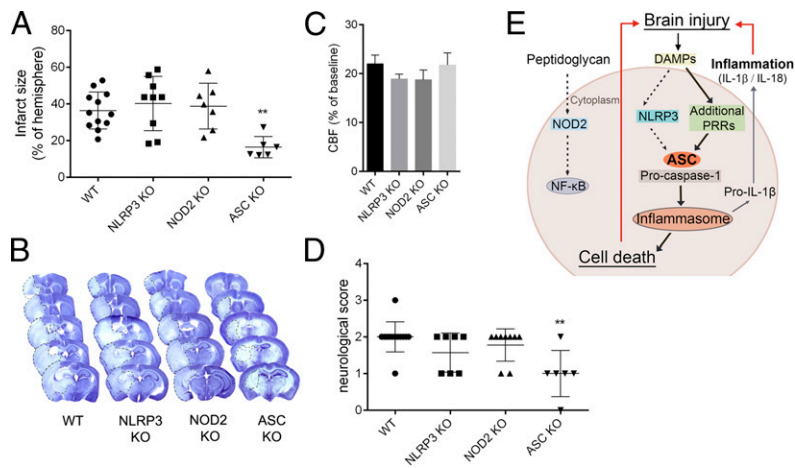 A
Infarct size
(% of hemisphere)
80
60
40
20
0
**
WT
NLRP3 KO
NOD2 KO
ASC KO
B
WT
NLRP3
KO
NOD2
KO
ASC
KO
C
CBF
(% of baseline)
30
20
10
0
WT
NLRP3 KO
NOD2 KO
ASC KO
D
neurological score
4
3
2
1
0
**
WT
NLRP3 KO
NOD2 KO
ASC KO
E
Brain injury
Peptidoglycan
DAMPs
Inflammation
(IL-1β / IL-18)
Cytoplasm
NOD2
NLRP3
Additional
PRRs
ASC
Pro-caspase-1
NF-κB
Pro-IL-1β
Inflammasome
Cell death